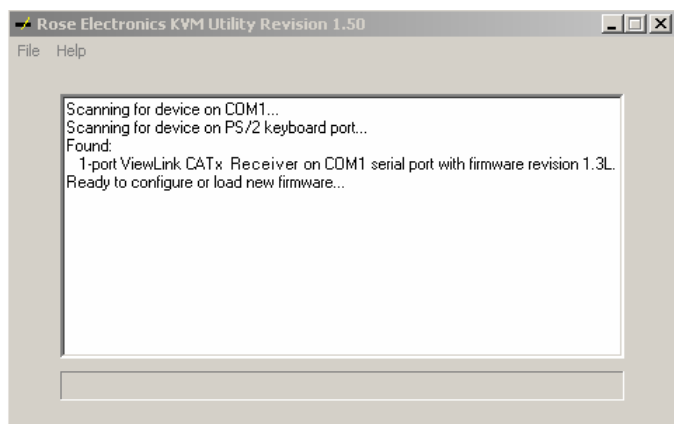 Rose Electronics KVM Utility Revision 1.50
File Help
Scanning for device on COM1...
Scanning for device on PS/2 keyboard port...
Found:
1-port ViewLink CATx Receiver on COM1 serial port with firmware revision 1.3L.
Ready to configure or load new firmware...